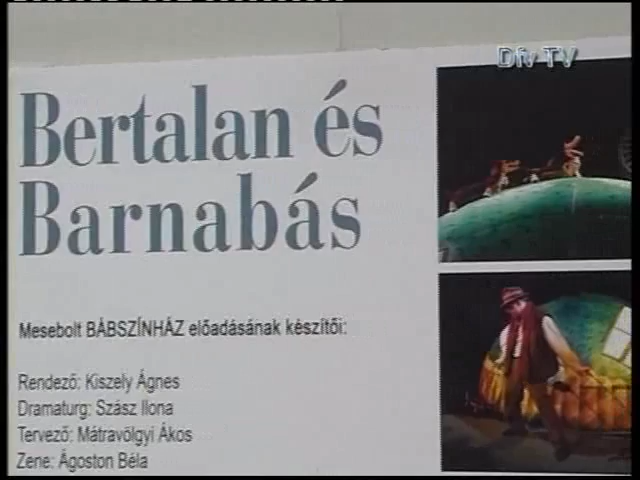 Dtv TV
Bertalan és
Barnabás
Mesebolt BÁBSZÍNHÁZ előadásának készítői:
Rendező: Kiszely Ágnes
Dramaturg: Szász Ilona
Tervező: Mátravölgyi Ákos
Zene: Ágoston Béla